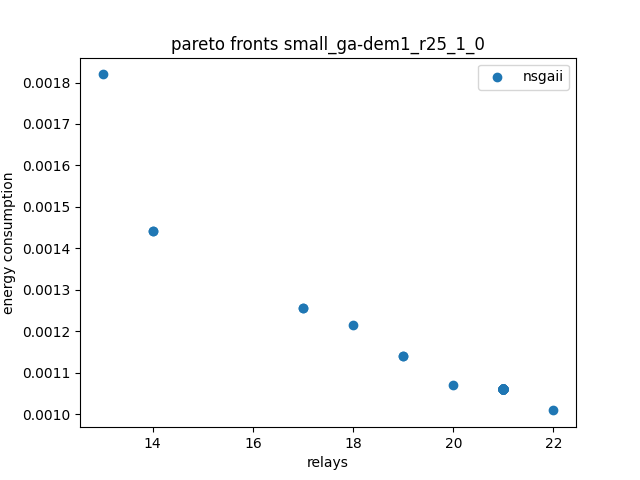 pareto fronts small_ga-dem1_r25_1_0
nsgaii
energy consumption
0.0018
0.0017
0.0016
0.0015
0.0014
0.0013
0.0012
0.0011
0.0010
14 16 18 20 22
relays